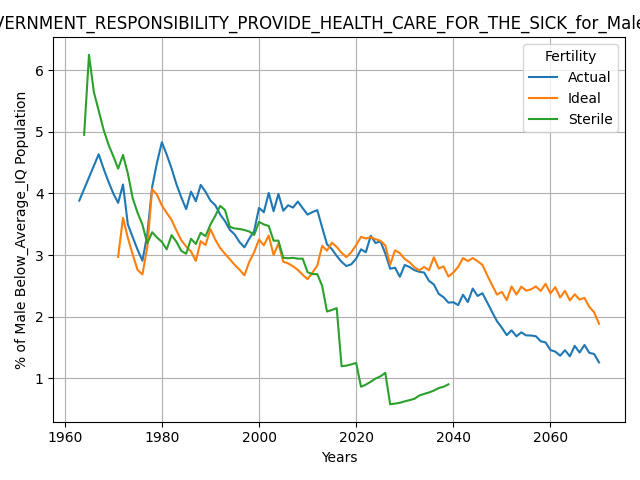 VERNMENT_RESPONSIBILITY_PROVIDE_HEALTH_CARE_FOR_THE_SICK_for_Male
Fertility
Actual
Ideal
Sterile
% of Male Below_Average_IQ Population
6
5
4
3
2
1
1960 1980 2000 2020 2040 2060
Years